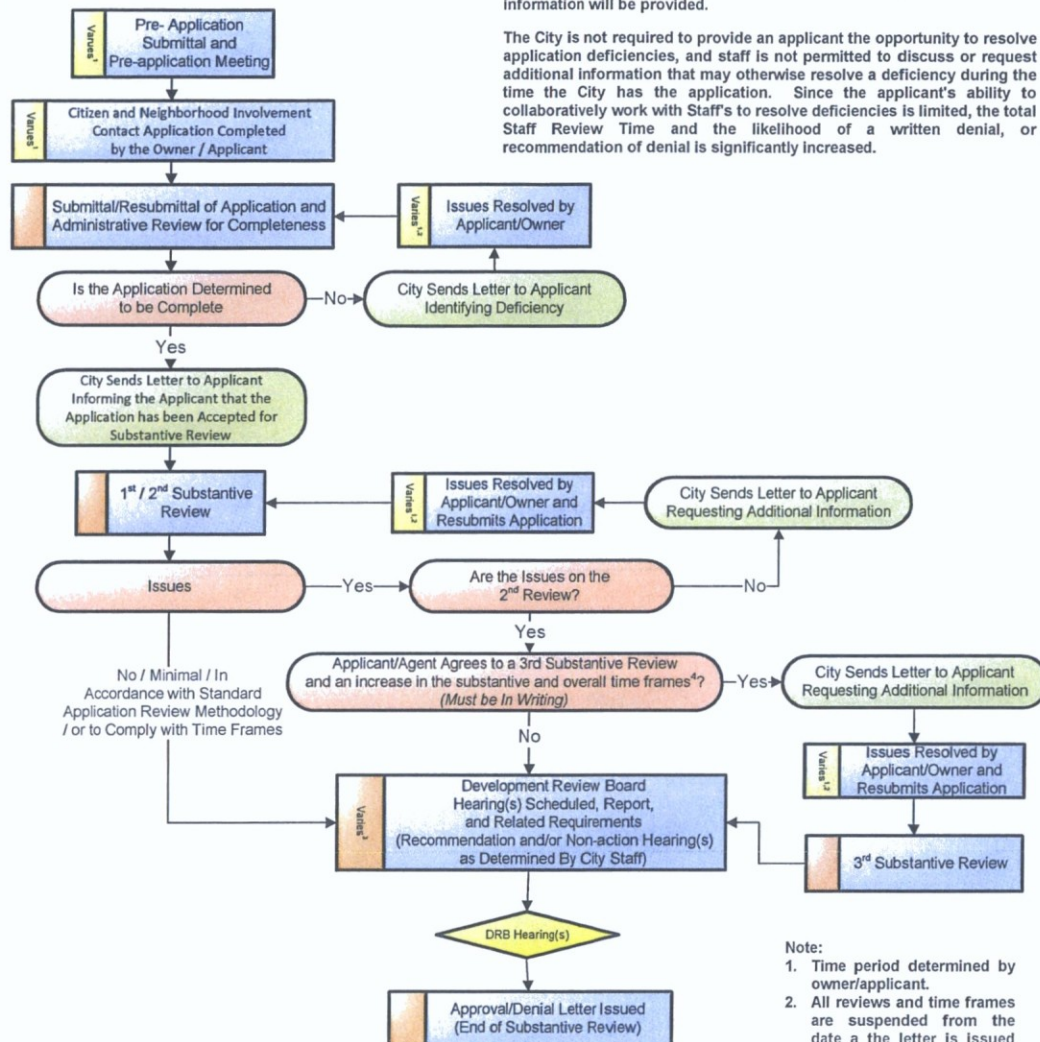 information will be provided.
The City is not required to provide an applicant the opportunity to resolve
application deficiencies, and staff is not permitted to discuss or request
additional information that may otherwise resolve a deficiency during the
time the City has the application. Since the applicant's ability to
collaboratively work with Staff's to resolve deficiencies is limited, the total
Staff Review Time and the likelihood of a written denial, or
recommendation of denial is significantly increased.
Varues¹
Pre- Application
Submittal and
Pre-application Meeting
Varues¹
Citizen and Neighborhood Involvement
Contact Application Completed
by the Owner / Applicant
Submittal/Resubmittal of Application and
Administrative Review for Completeness
Varies¹,²
Issues Resolved by
Applicant/Owner
Is the Application Determined
to be Complete
No
City Sends Letter to Applicant
Identifying Deficiency
Yes
City Sends Letter to Applicant
Informing the Applicant that the
Application has been Accepted for
Substantive Review
1st / 2nd Substantive
Review
Varies¹,²
Issues Resolved by
Applicant/Owner and
Resubmits Application
City Sends Letter to Applicant
Requesting Additional Information
Issues
Yes
Are the Issues on the
2nd Review?
No
Yes
No / Minimal / In
Accordance with Standard
Application Review Methodology
/ or to Comply with Time Frames
Applicant/Agent Agrees to a 3rd Substantive Review
and an increase in the substantive and overall time frames⁴?
(Must be In Writing)
Yes
City Sends Letter to Applicant
Requesting Additional Information
No
Varies¹,²
Issues Resolved by
Applicant/Owner and
Resubmits Application
Varies³
Development Review Board
Hearing(s) Scheduled, Report,
and Related Requirements
(Recommendation and/or Non-action Hearing(s)
as Determined By City Staff)
3rd Substantive Review
DRB Hearing(s)
Approval/Denial Letter Issued
(End of Substantive Review)
Note:
1. Time period determined by
owner/applicant.
2. All reviews and time frames
are suspended from the
date a the letter is issued